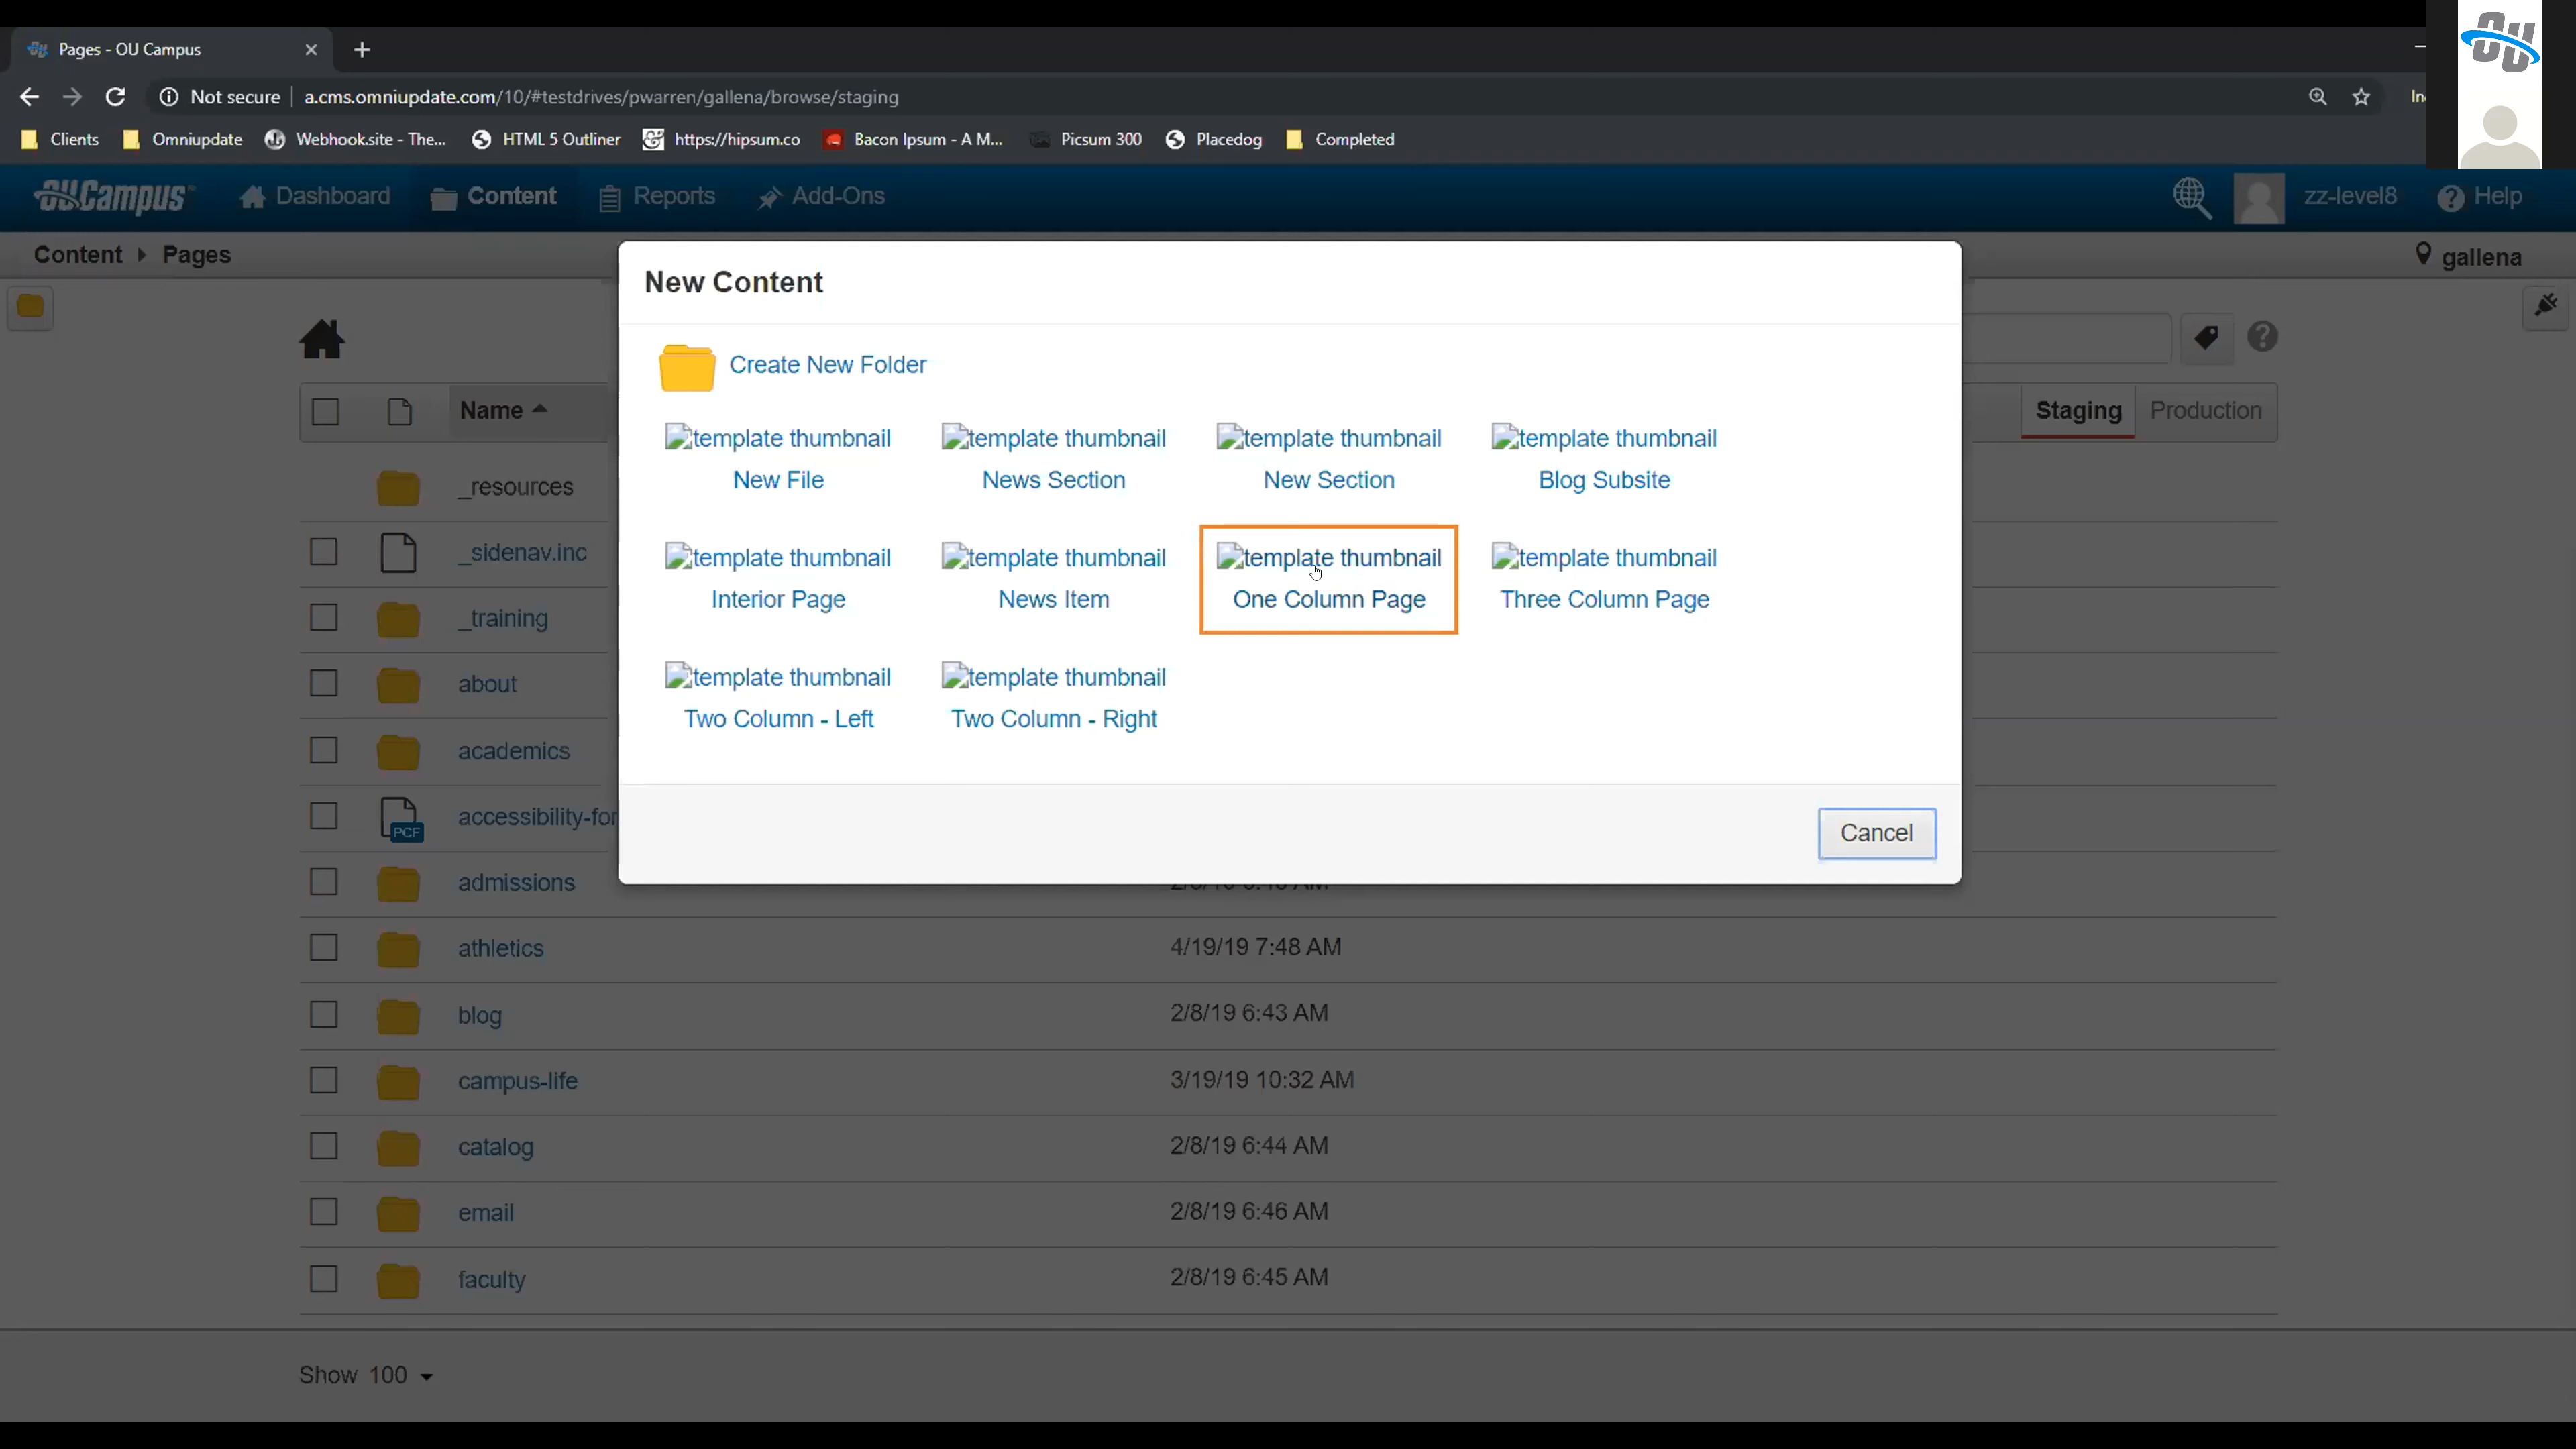 Pages - OU Campus
Not secure a.cms.omniupdate.com/10/#testdrives/pwarren/gallena/browse/staging
Clients Omniupdate Webhook.site - The... HTML 5 Outliner https://hipsum.co Bacon Ipsum - A M... Picsum 300 Placedog Completed
OU
OUCampus Dashboard Content Reports Add-Ons zz-level8 Help
Content Pages gallena
New Content
Create New Folder
Name Staging Production
template thumbnail template thumbnail template thumbnail template thumbnail
New File News Section New Section Blog Subsite
template thumbnail template thumbnail template thumbnail template thumbnail
Interior Page News Item One Column Page Three Column Page
template thumbnail template thumbnail
Two Column - Left Two Column - Right
Cancel
_resources
_sidenav.inc
_training
about
academics
PCF accessibility-for
admissions
athletics 4/19/19 7:48 AM
blog 2/8/19 6:43 AM
campus-life 3/19/19 10:32 AM
catalog 2/8/19 6:44 AM
email 2/8/19 6:46 AM
faculty 2/8/19 6:45 AM
Show 100